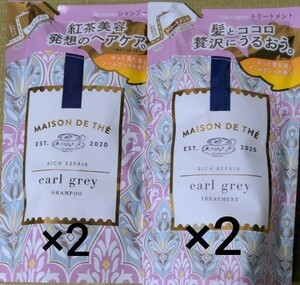 シャンプー
紅茶美容
発想のヘアケア。
MAISON DE THÉ
EST. 2020
RICH REPAIR
earl grey
SHAMPOO
×2
トリートメント
髪とココロ
贅沢にうるおう。
MAISON DE THÉ
EST. 2020
RICH REPAIR
earl grey
TREATMENT
×2